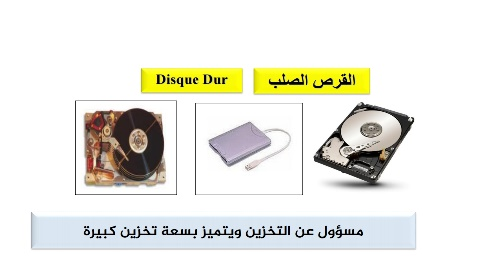 القرص الصلب
Disque Dur
مسؤول عن التخزين ويتميز بسعة تخزين كبيرة